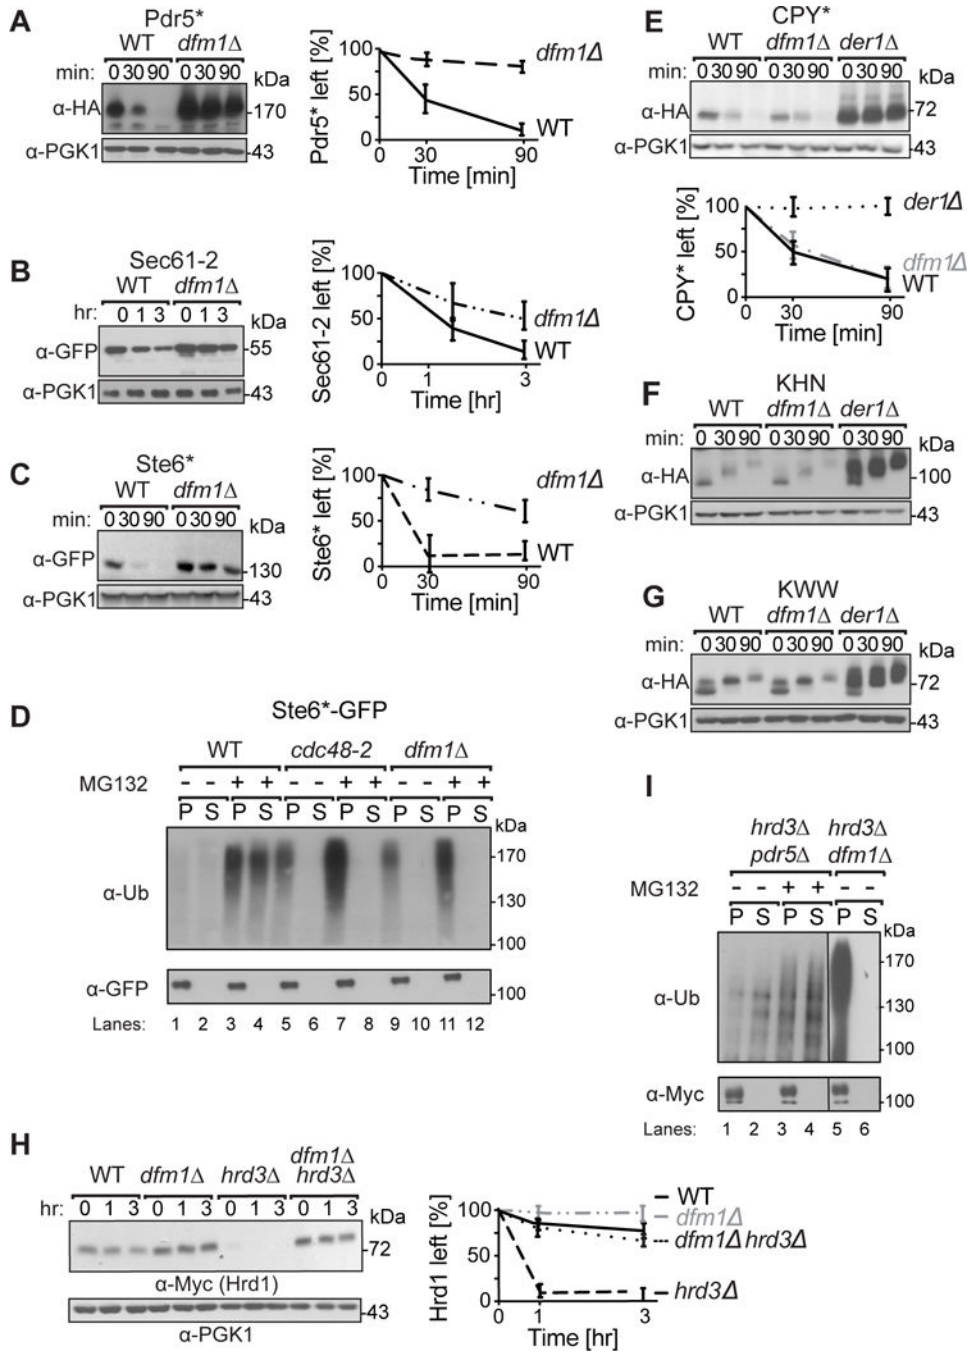 A
Pdr5*
WT dfm1Δ
min: 0 30 90 0 30 90 kDa
α-HA -170
α-PGK1 -43
Pdr5* left [%]
100
50
0
0 30 90
Time [min]
dfm1Δ
WT
B
Sec61-2
WT dfm1Δ
hr: 0 1 3 0 1 3 kDa
α-GFP -55
α-PGK1 -43
Sec61-2 left [%]
100
50
0
0 1 3
Time [hr]
dfm1Δ
WT
C
Ste6*
WT dfm1Δ
min: 0 30 90 0 30 90 kDa
α-GFP -130
α-PGK1 -43
Ste6* left [%]
100
50
0
0 30 90
Time [min]
dfm1Δ
WT
D
Ste6*-GFP
WT cdc48-2 dfm1Δ
MG132 - - + + - - + + - - + +
P S P S P S P S P S P S
kDa
α-Ub
-170
-130
-100
α-GFP
100
Lanes: 1 2 3 4 5 6 7 8 9 10 11 12
E
CPY*
WT dfm1Δ der1Δ
min: 0 30 90 0 30 90 0 30 90 kDa
α-HA -72
α-PGK1 -43
CPY* left [%]
100
50
0
0 30 90
Time [min]
der1Δ
dfm1Δ
WT
F
KHN
WT dfm1Δ der1Δ
min: 0 30 90 0 30 90 0 30 90 kDa
α-HA -100
α-PGK1 -43
G
KWW
WT dfm1Δ der1Δ
min: 0 30 90 0 30 90 0 30 90 kDa
α-HA -72
α-PGK1 -43
H
WT dfm1Δ hrd3Δ dfm1Δ
hrd3Δ
hr: 0 1 3 0 1 3 0 1 3 0 1 3 kDa
-72
α-Myc (Hrd1)
-43
α-PGK1
Hrd1 left [%]
100
50
0
0 1 3
Time [hr]
WT
dfm1Δ
dfm1Δ hrd3Δ
hrd3Δ
I
hrd3Δ hrd3Δ
pdr5Δ dfm1Δ
MG132 - - + + - -
P S P S P S
kDa
α-Ub
-170
-130
-100
α-Myc
100
Lanes: 1 2 3 4 5 6